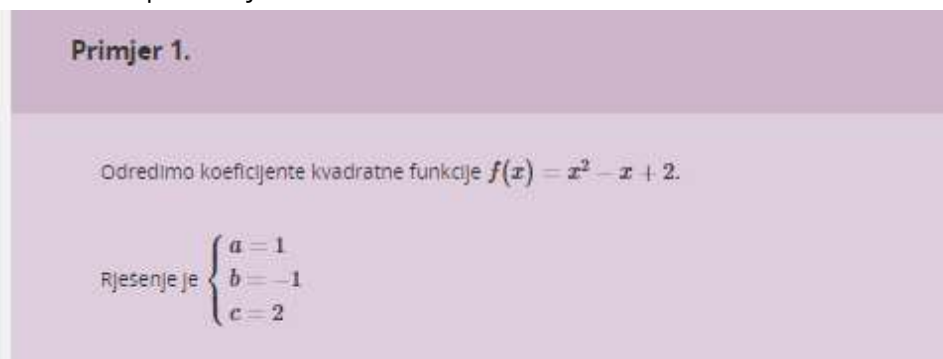 Primjer 1.
Odredimo koeficijente kvadratne funkcije f(x) = x² − x + 2.
Rješenje je { a = 1
b = −1
c = 2